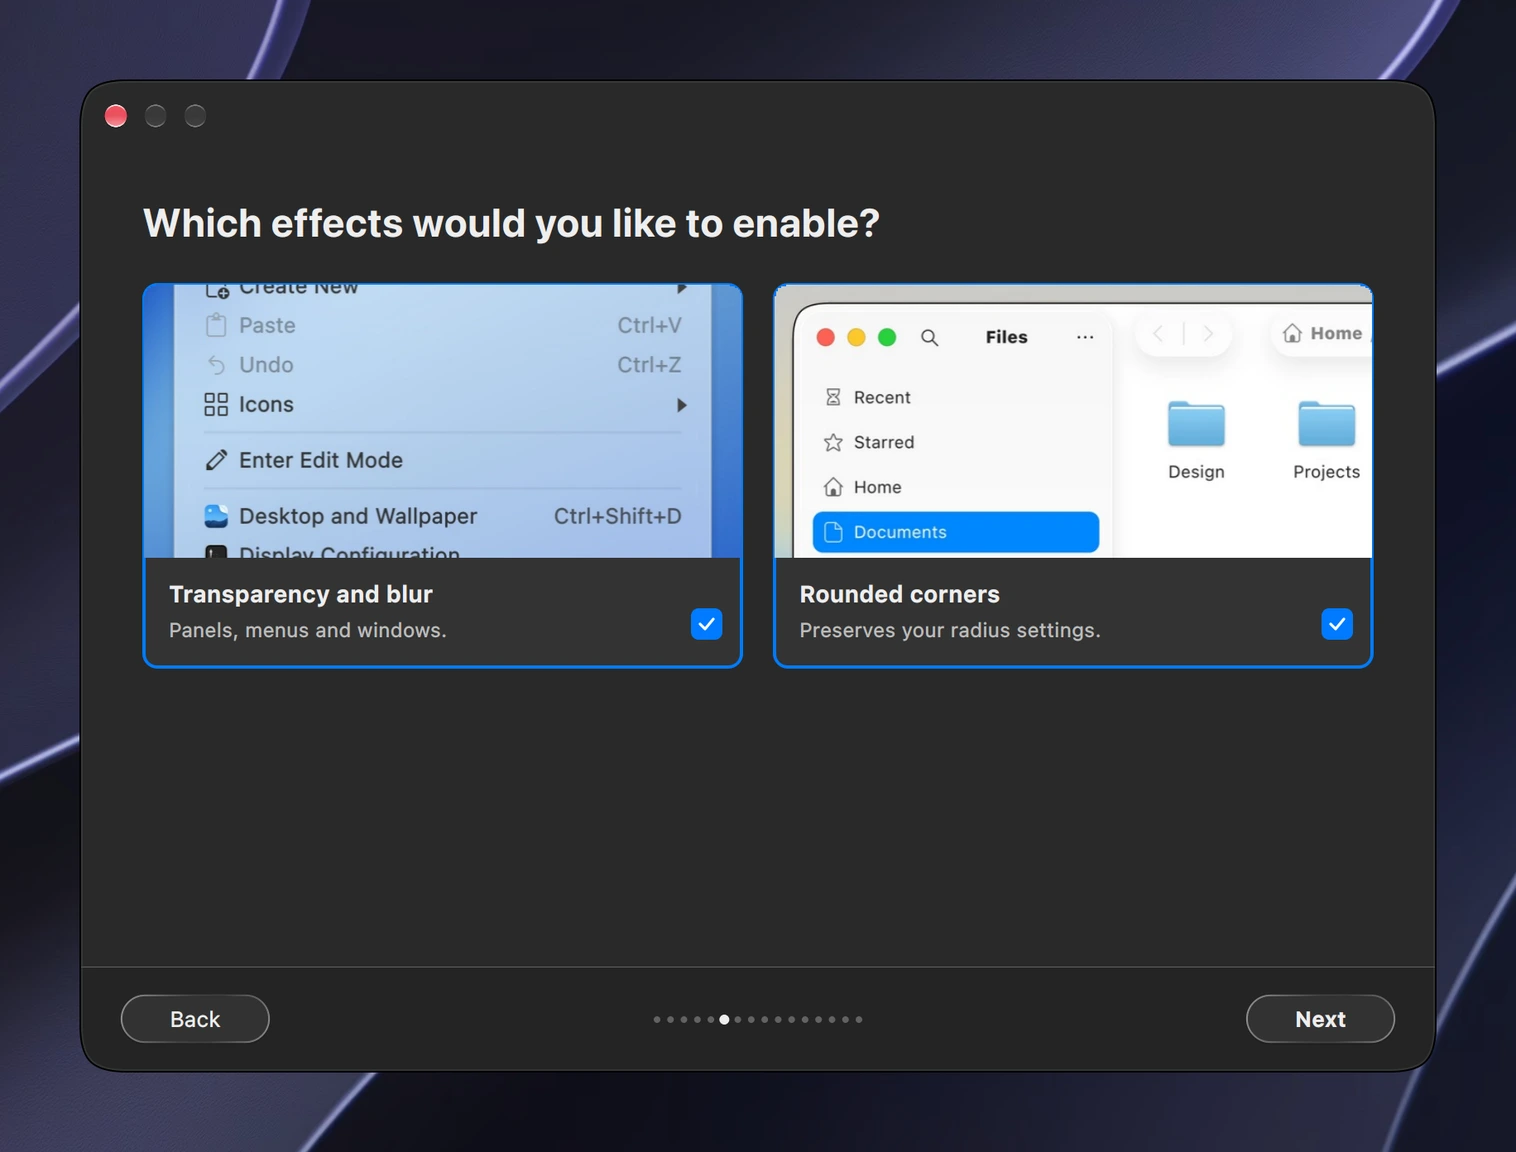 Which effects would you like to enable?
Create New
Paste Ctrl+V
Undo Ctrl+Z
Icons
Enter Edit Mode
Desktop and Wallpaper Ctrl+Shift+D
Display Configuration
Transparency and blur
Panels, menus and windows.
Files
Home
Recent
Starred
Home
Documents
Design
Projects
Rounded corners
Preserves your radius settings.
Back
Next